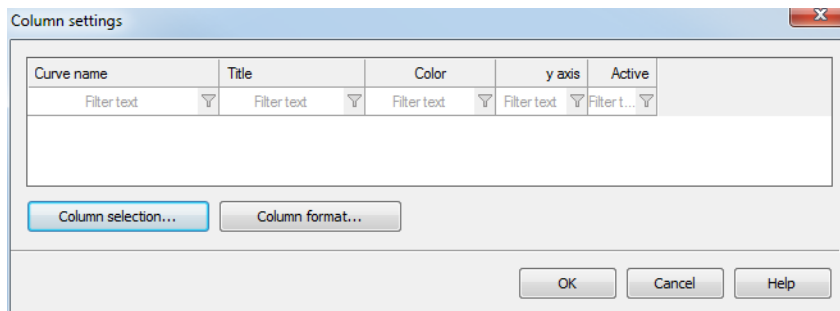 Column settings
Curve name Title Color y axis Active
Filter text Filter text Filter text Filter text Filter t...
Column selection... Column format...
OK Cancel Help